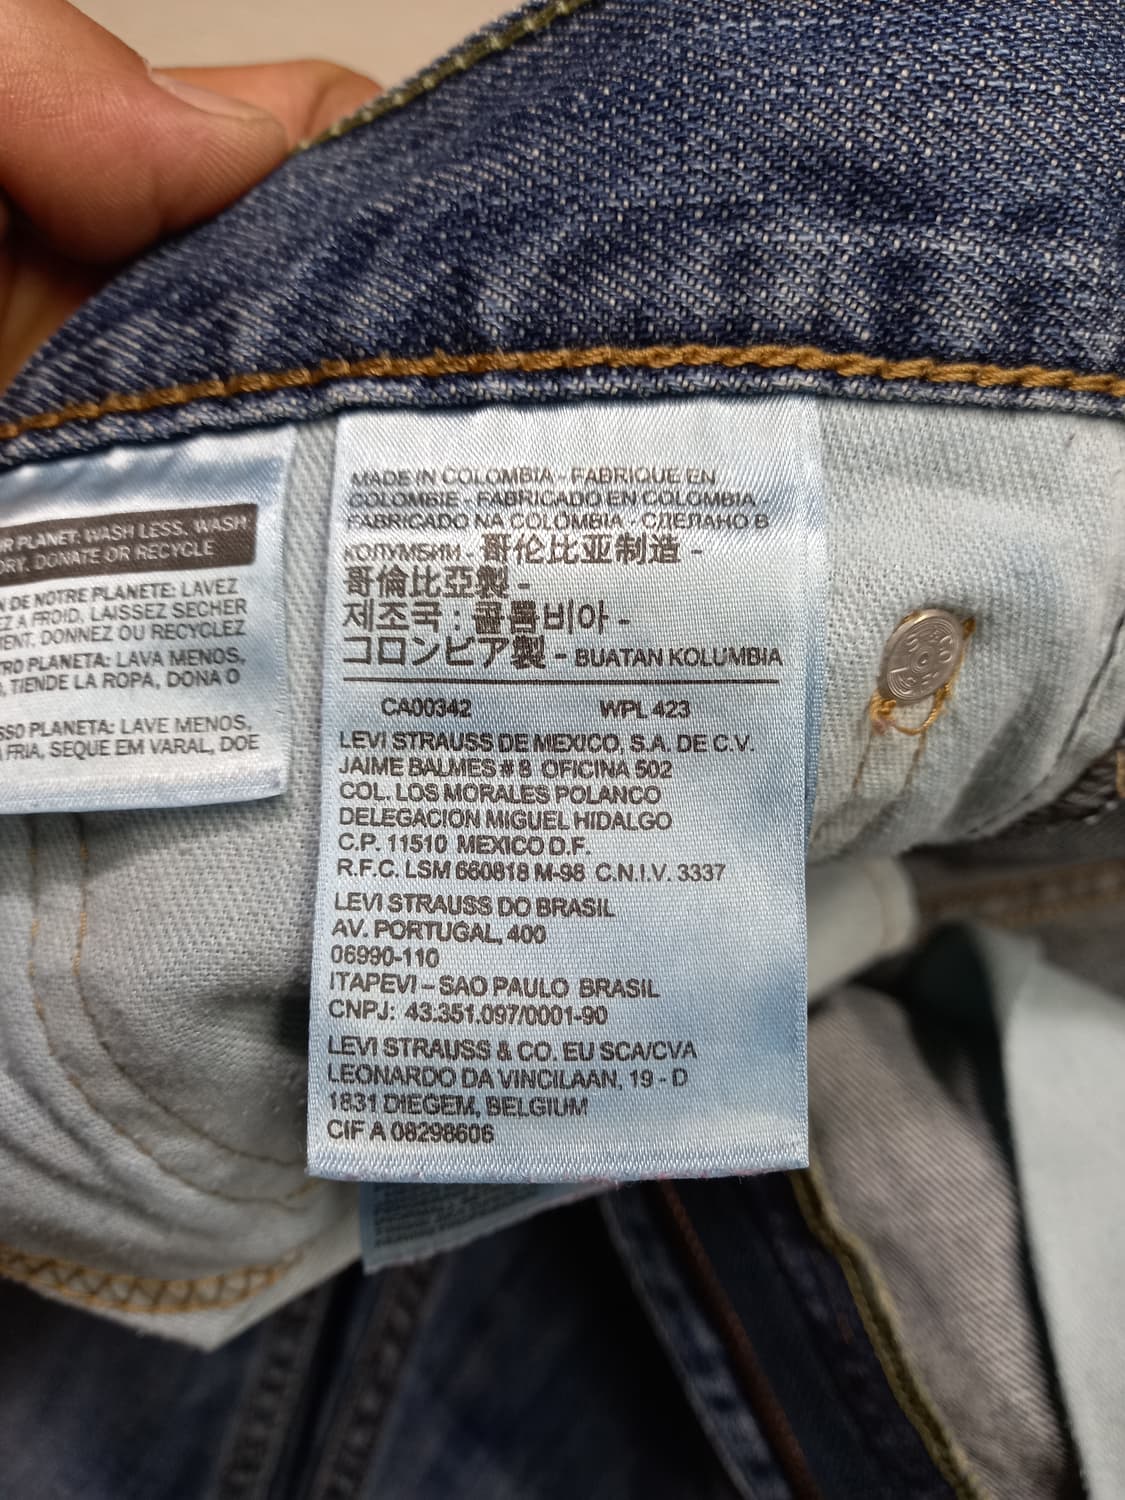 R PLANET: WASH LESS, WASH
DRY, DONATE OR RECYCLE
N DE NOTRE PLANETE: LAVEZ
EZ A FROID, LAISSEZ SECHER
MENT, DONNEZ OU RECYCLEZ
TRO PLANETA: LAVA MENOS,
, TIENDE LA ROPA, DONA O
SSO PLANETA: LAVE MENOS,
FRIA, SEQUE EM VARAL, DOE
MADE IN COLOMBIA - FABRIQUE EN
COLOMBIE - FABRICADO EN COLOMBIA -
FABRICADO NA COLÔMBIA - СДЕЛАНО В
КОЛУМБИИ - 哥伦比亚制造 -
哥倫比亞製 -
제조국 : 콜롬비아 -
コロンビア製 - BUATAN KOLUMBIA
CA00342 WPL 423
LEVI STRAUSS DE MEXICO, S.A. DE C.V.
JAIME BALMES # 8 OFICINA 502
COL. LOS MORALES POLANCO
DELEGACION MIGUEL HIDALGO
C.P. 11510 MEXICO D.F.
R.F.C. LSM 660818 M-98 C.N.I.V. 3337
LEVI STRAUSS DO BRASIL
AV. PORTUGAL, 400
06990-110
ITAPEVI – SAO PAULO BRASIL
CNPJ: 43.351.097/0001-90
LEVI STRAUSS & CO. EU SCA/CVA
LEONARDO DA VINCILAAN, 19 - D
1831 DIEGEM, BELGIUM
CIF A 08298606